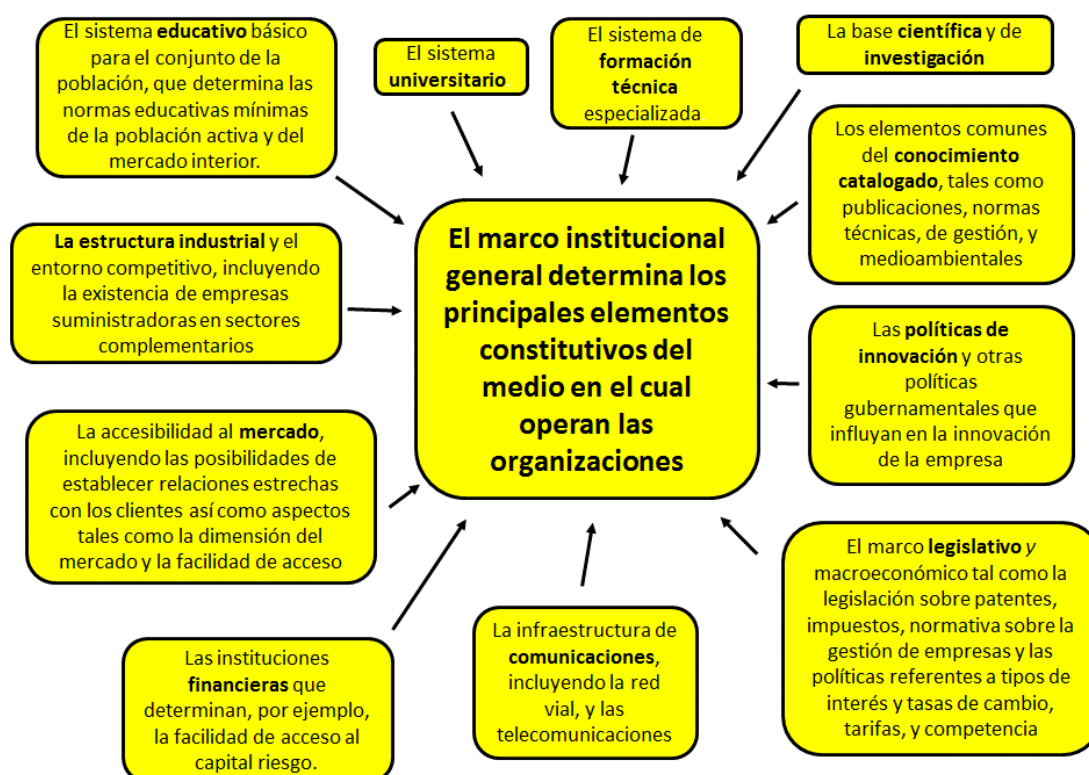 El sistema educativo básico
para el conjunto de la
población, que determina las
normas educativas mínimas
de la población activa y del
mercado interior.
El sistema
universitario.
El sistema de
formación
técnica
especializada.
La base científica y de
investigación
Los elementos comunes
del conocimiento
catalogado, tales como
publicaciones, normas
técnicas, de gestión, y
medioambientales
La estructura industrial y el
entorno competitivo, incluyendo
la existencia de empresas
suministradoras en sectores
complementarios
El marco institucional
general determina los
principales elementos
constitutivos del
medio en el cual
operan las
organizaciones
Las políticas de
innovación y otras
políticas
gubernamentales que
influyan en la innovación
de la empresa
La accesibilidad al mercado,
incluyendo las posibilidades de
establecer relaciones estrechas
con los clientes así como aspectos
tales como la dimensión del
mercado y la facilidad de acceso
El marco legislativo y
macroeconómico tal como la
legislación sobre patentes,
impuestos, normativa sobre la
gestión de empresas y las
políticas referentes a tipos de
interés y tasas de cambio,
tarifas, y competencia
Las instituciones
financieras que
determinan, por ejemplo,
la facilidad de acceso al
capital riesgo.
La infraestructura de
comunicaciones,
incluyendo la red
vial, y las
telecomunicaciones